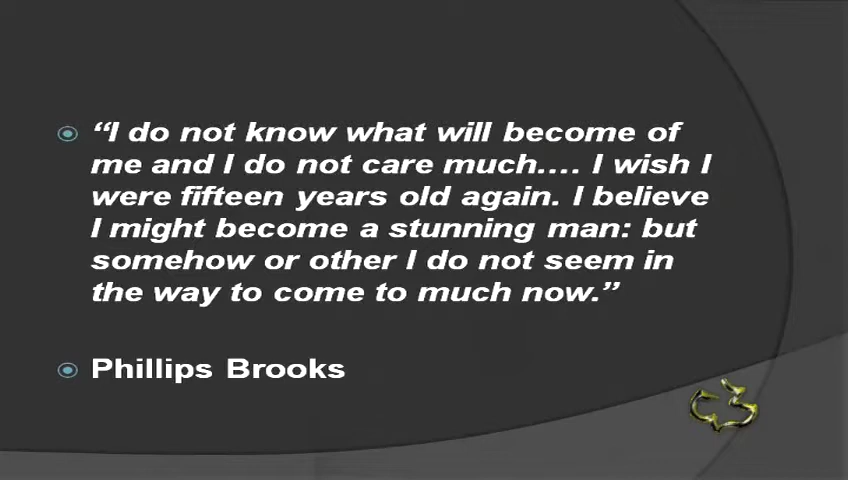 “I do not know what will become of
me and I do not care much.... I wish I
were fifteen years old again. I believe
I might become a stunning man: but
somehow or other I do not seem in
the way to come to much now.”
Phillips Brooks